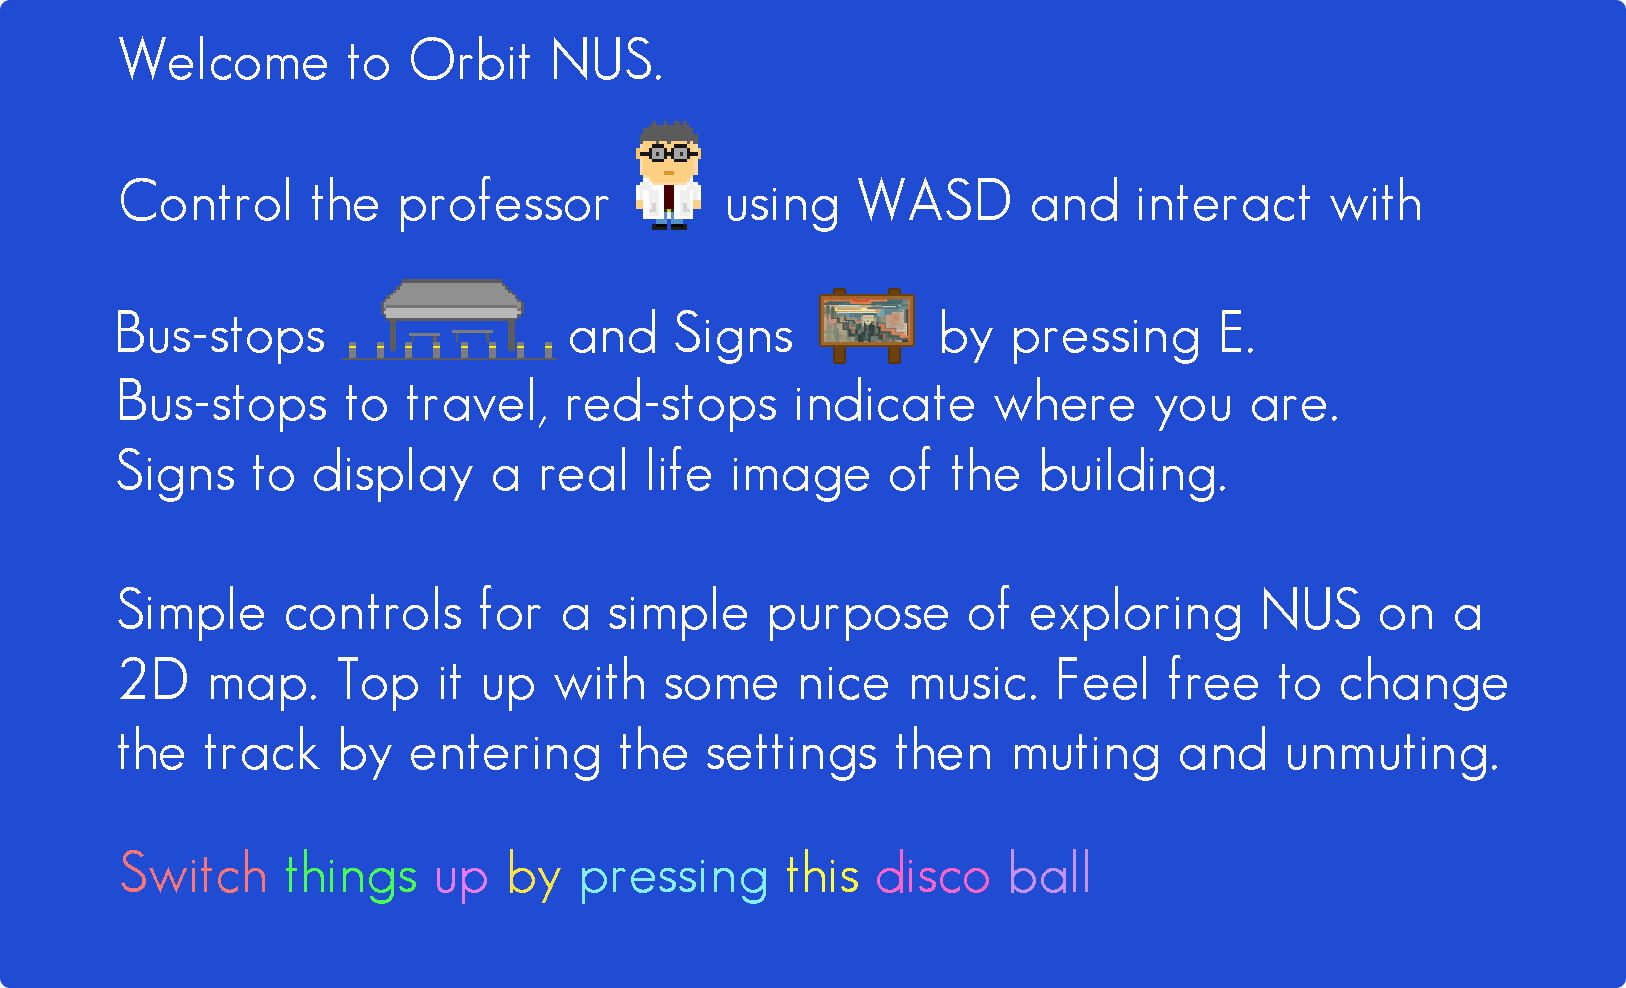 Welcome to Orbit NUS.
Control the professor using WASD and interact with
Bus-stops and Signs by pressing E.
Bus-stops to travel, red-stops indicate where you are.
Signs to display a real life image of the building.
Simple controls for a simple purpose of exploring NUS on a
2D map. Top it up with some nice music. Feel free to change
the track by entering the settings then muting and unmuting.
Switch things up by pressing this disco ball